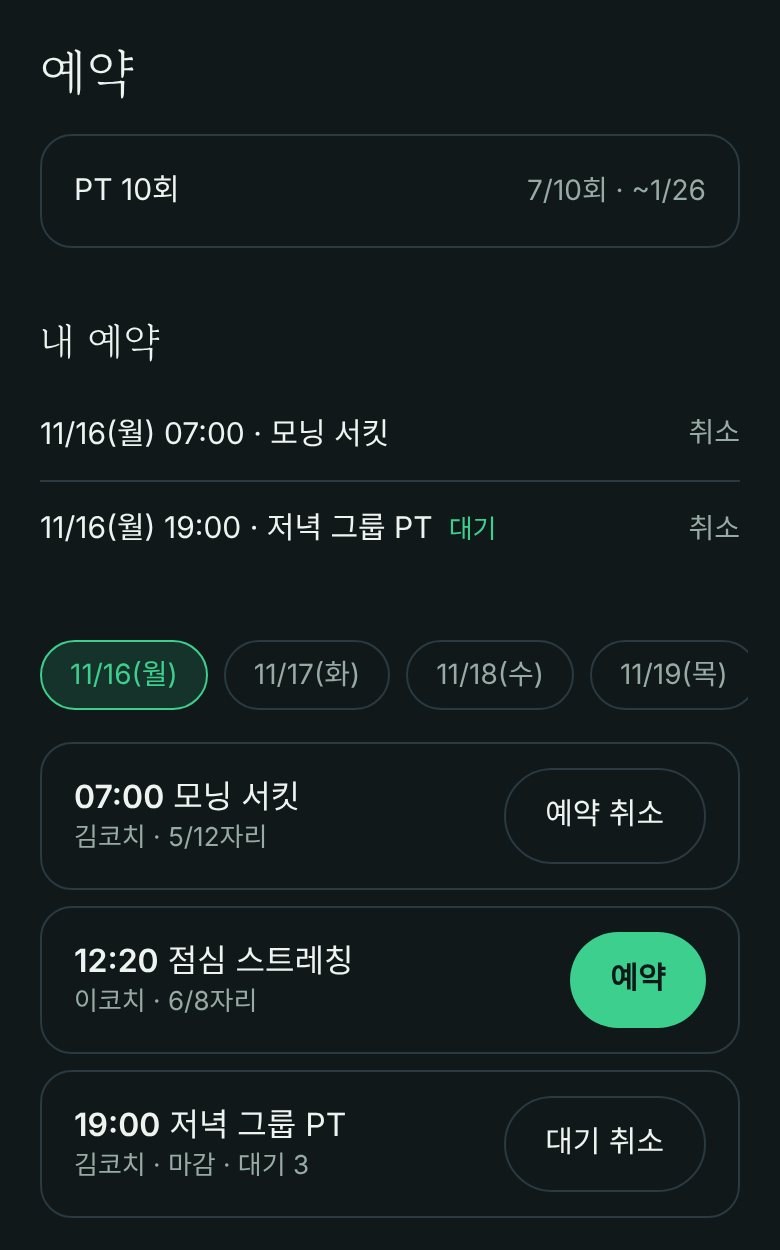 예약
PT 10회 7/10회 · ~1/26
내 예약
11/16(월) 07:00 · 모닝 서킷 취소
11/16(월) 19:00 · 저녁 그룹 PT 대기 취소
11/16(월) 11/17(화) 11/18(수) 11/19(목)
07:00 모닝 서킷
김코치 · 5/12자리
예약 취소
12:20 점심 스트레칭
이코치 · 6/8자리
예약
19:00 저녁 그룹 PT
김코치 · 마감 · 대기 3
대기 취소